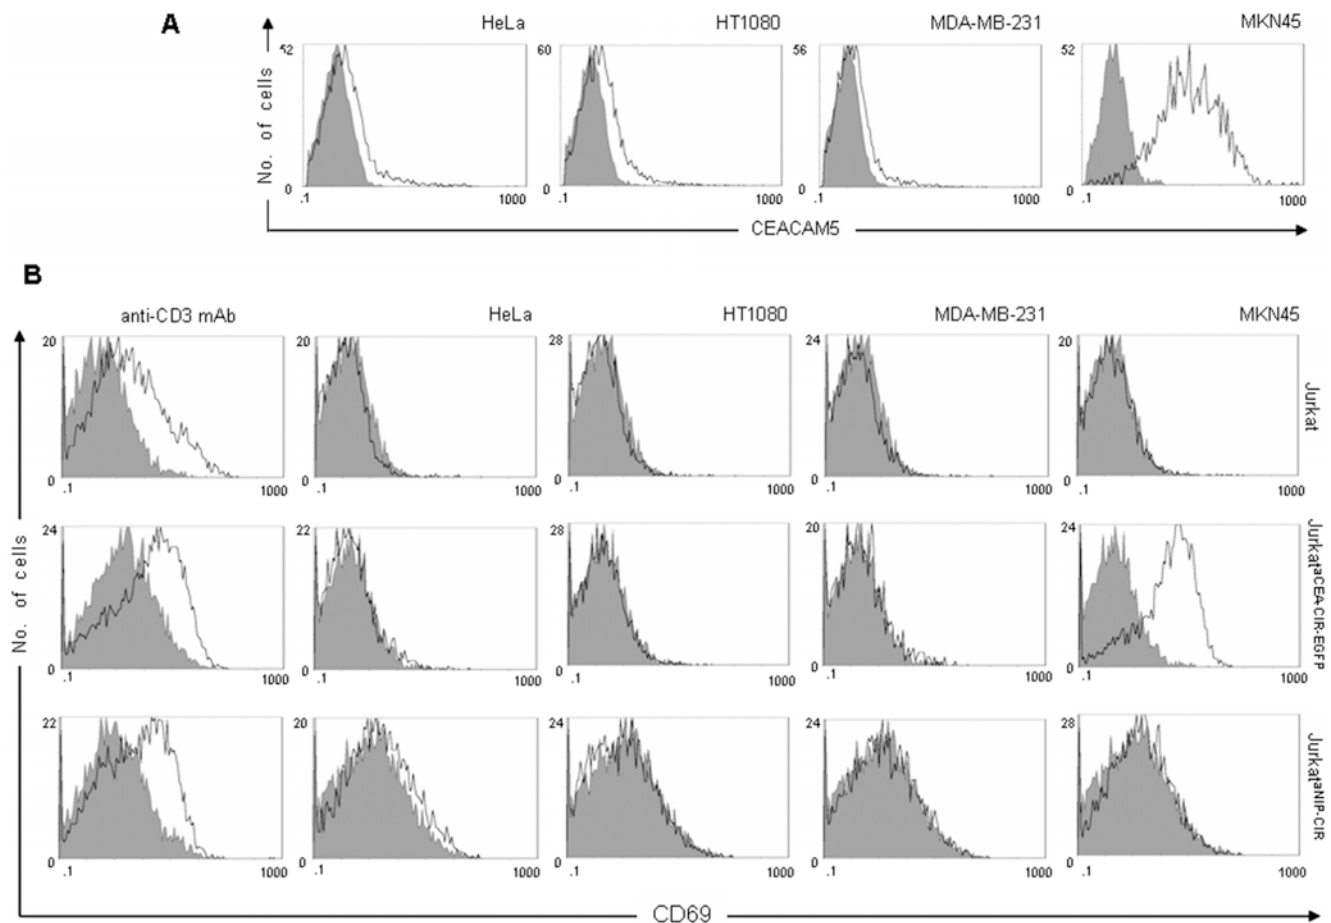 A
HeLa HT1080 MDA-MB-231 MKN45
52 60 56 52
No. of cells
0 0 0 0
.1 1000 .1 1000 .1 1000 .1 1000
CEACAM5
B
anti-CD3 mAb HeLa HT1080 MDA-MB-231 MKN45
20 20 28 24 20
Jurkat
0 0 0 0 0
.1 1000 .1 1000 .1 1000 .1 1000 .1 1000
24 22 28 20 24
No. of cells
JurkataCEA-CIR-EGFP
0 0 0 0 0
.1 1000 .1 1000 .1 1000 .1 1000 .1 1000
22 20 24 24 28
JurkataNIP-CIR
0 0 0 0 0
.1 1000 .1 1000 .1 1000 .1 1000 .1 1000
CD69